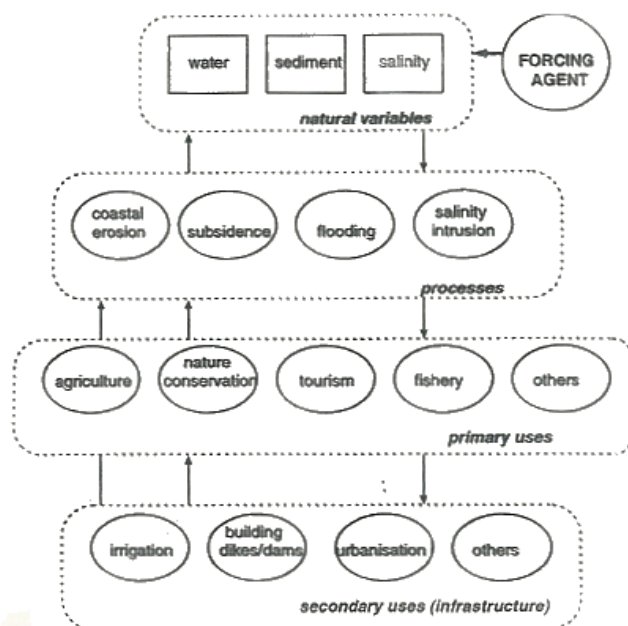 water sediment salinity
FORCING
AGENT
natural variables
coastal
erosion
subsidence
flooding
salinity
intrusion
processes
agriculture
nature
conservation
tourism
fishery
others
primary uses
irrigation
building
dikes/dams
urbanisation
others
secondary uses (infrastructure)